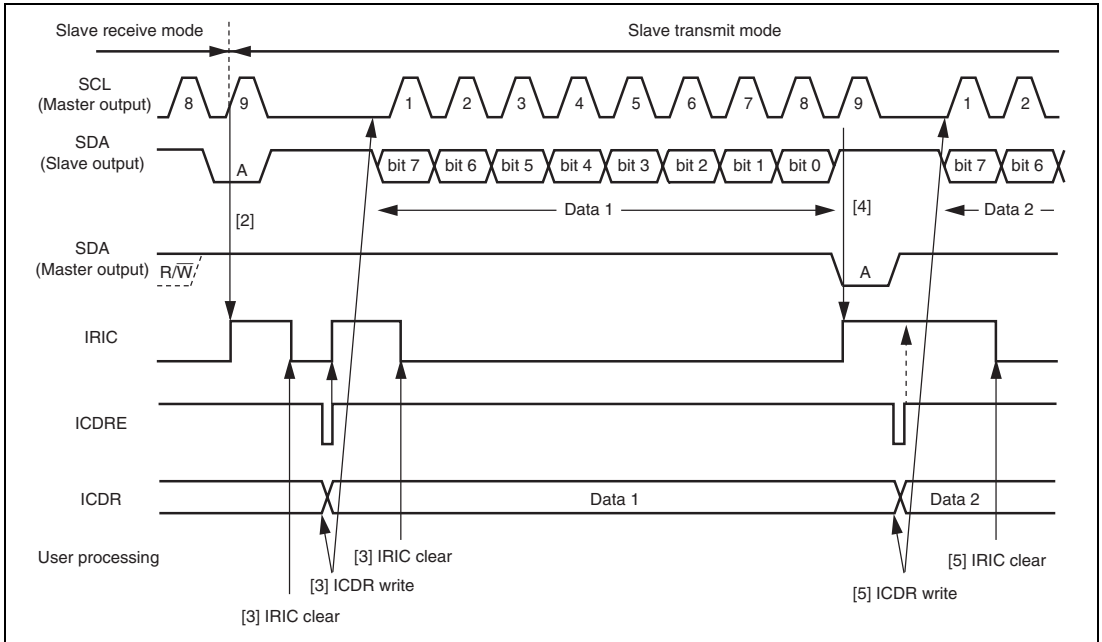 Slave receive mode Slave transmit mode
SCL
(Master output) 8 9 1 2 3 4 5 6 7 8 9 1 2
SDA
(Slave output) A bit 7 bit 6 bit 5 bit 4 bit 3 bit 2 bit 1 bit 0 bit 7 bit 6
[2] Data 1 [4] Data 2
SDA
(Master output) R/W̅ A
IRIC
ICDRE
ICDR Data 1 Data 2
User processing
[3] IRIC clear [5] IRIC clear
[3] ICDR write [5] ICDR write
[3] IRIC clear